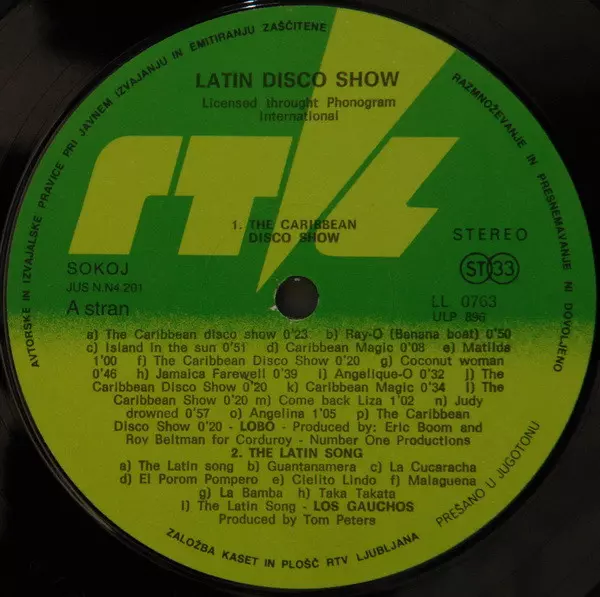 AVTORSKE IN IZVAJALSKE PRAVICE PRI JAVNEM IZVAJANJU IN EMITIRANJU ZAŠČITENE
RAZMNOŽEVANJE IN PRESNEMAVANJE NI DOVOLJENO
LATIN DISCO SHOW
Licensed throught Phonogram
International
RTVL
1. THE CARIBBEAN
DISCO SHOW
STEREO
SOKOJ
JUS N.N4.201
A stran
ST 33
LL 0763
ULP 896
a) The Caribbean disco show 0'23 b) Ray-O (Banana boat) 0'50
c) Island in the sun 0'51 d) Caribbean Magic 0'08 e) Matilda
1'00 f) The Caribbean Disco Show 0'20 g) Coconut woman
0'46 h) Jamaica Farewell 0'39 i) Angelique-O 0'32 j) The
Caribbean Disco Show 0'20 k) Caribbean Magic 0'34 l) The
Caribbean Show 0'20 m) Come back Liza 1'02 n) Judy
drowned 0'57 o) Angelina 1'05 p) The Caribbean
Disco Show 0'20 - LOBO - Produced by: Eric Boom and
Roy Beltman for Corduroy - Number One Productions
2. THE LATIN SONG
a) The Latin song b) Guantanamera c) La Cucaracha
d) El Porom Pompero e) Cielito Lindo f) Malaguena
g) La Bamba h) Taka Takata
i) The Latin Song - LOS GAUCHOS
Produced by Tom Peters
PREŠANO U JUGOTONU
ZALOŽBA KASET IN PLOŠČ RTV LJUBLJANA